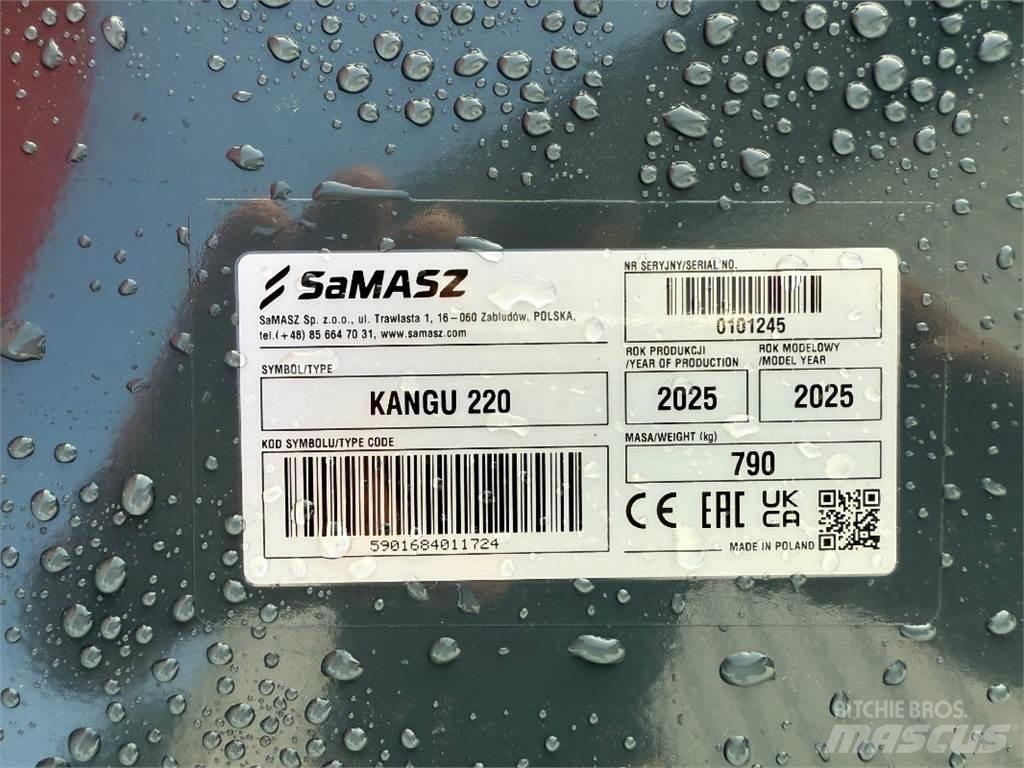 SaMASZ
SaMASZ Sp. z.o.o., ul. Trawiasta 1, 16-060 Zabłudów, POLSKA,
tel.(+48) 85 664 70 31, www.samasz.com
SYMBOL/TYPE
KANGU 220
KOD SYMBOLU/TYPE CODE
5901684011724
NR SERYJNY/SERIAL NO.
0101245
ROK PRODUKCJI
/YEAR OF PRODUCTION
2025
ROK MODELOWY
/MODEL YEAR
2025
MASA/WEIGHT (kg)
790
CE EAC UK
CA
MADE IN POLAND
RITCHIE BROS.
MASCUS